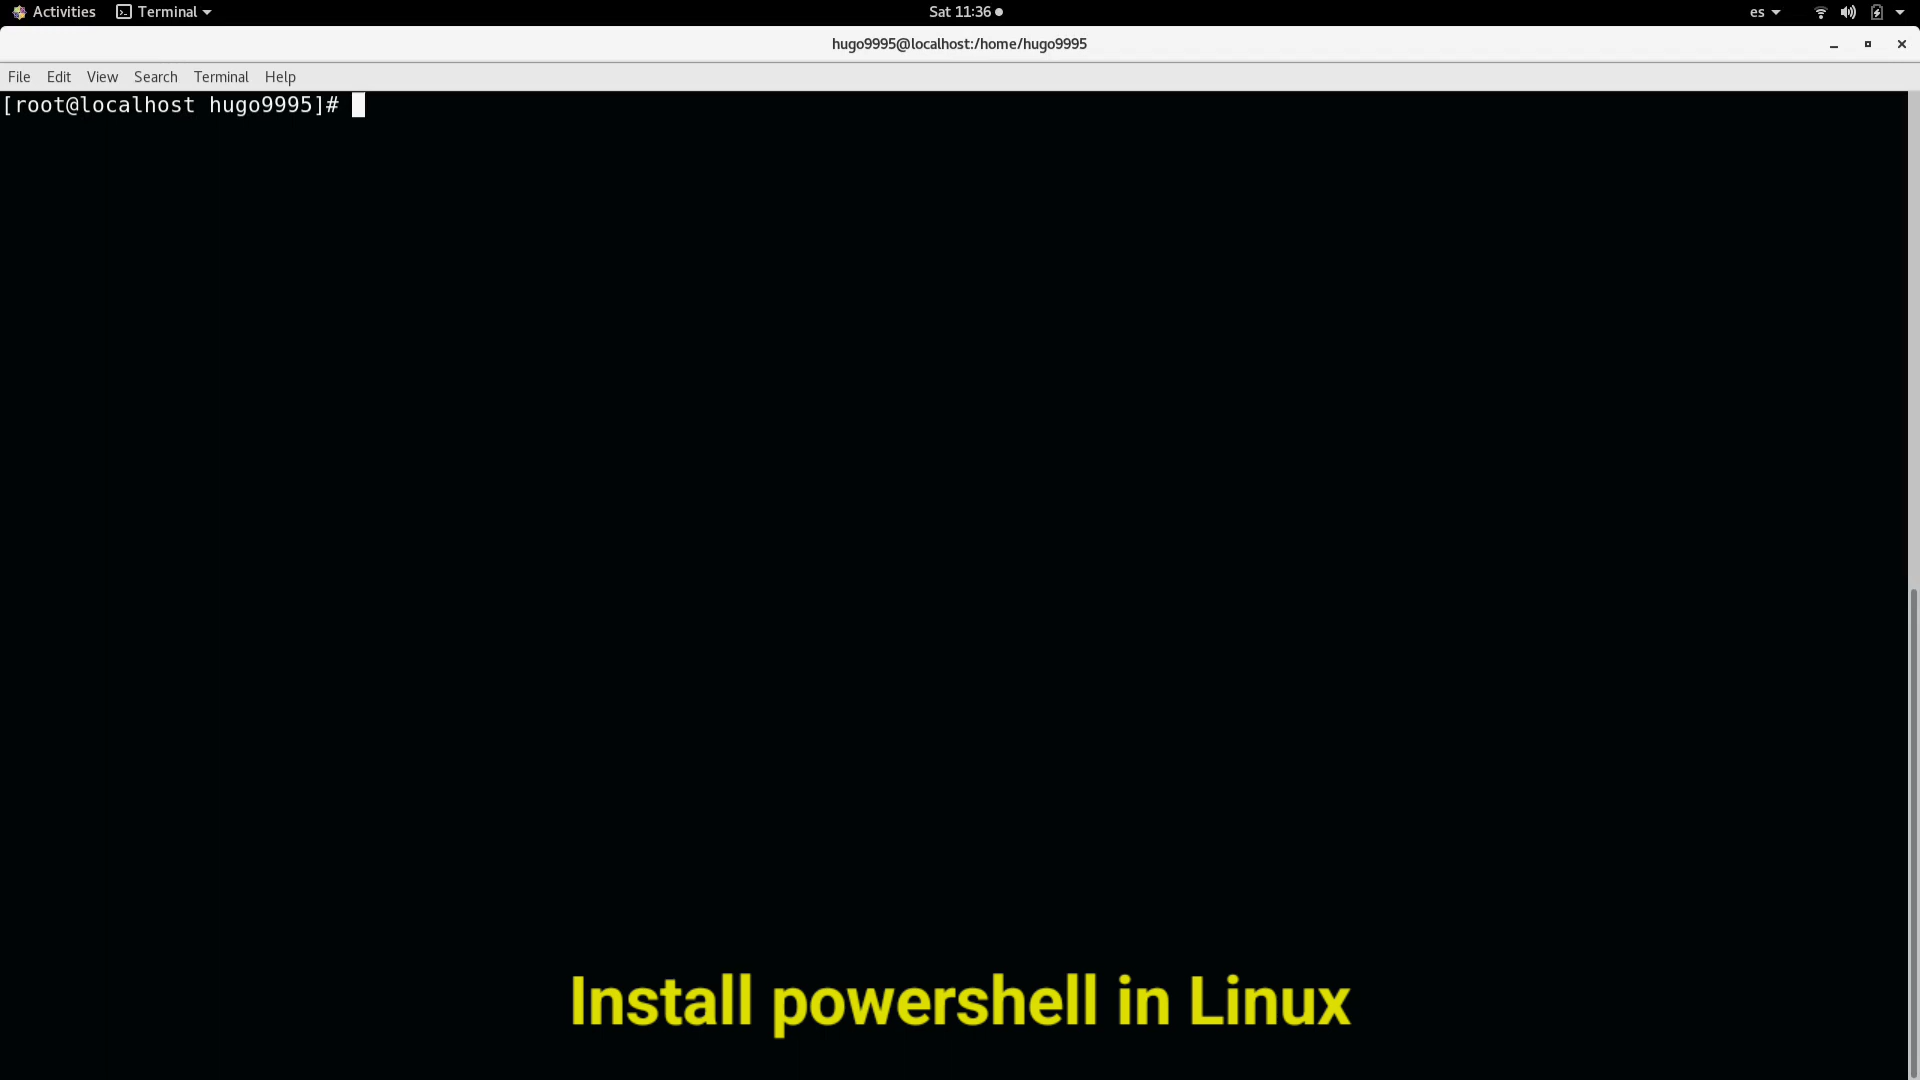 Activities Terminal Sat 11:36 es
hugo9995@localhost:/home/hugo9995
File Edit View Search Terminal Help
[root@localhost hugo9995]#
Install powershell in Linux